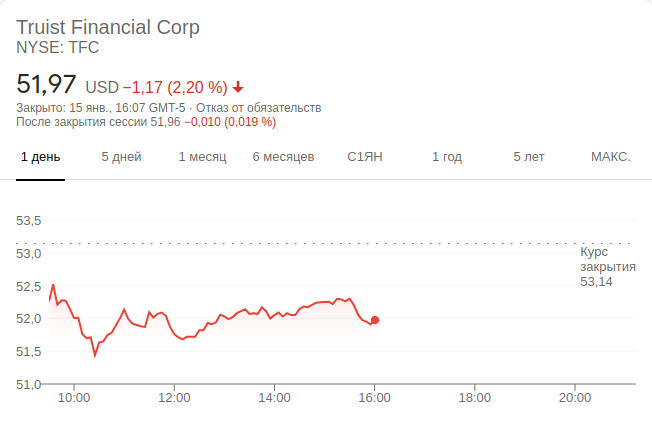 Truist Financial Corp
NYSE: TFC
51,97 USD −1,17 (2,20 %)
Закрыто: 15 янв., 16:07 GMT-5 · Отказ от обязательств
После закрытия сессии 51,96 −0,010 (0,019 %)
1 день 5 дней 1 месяц 6 месяцев С1ЯН 1 год 5 лет МАКС.
53,5
Курс
закрытия
53,14
53,0
52,5
52,0
51,5
51,0
10:00 12:00 14:00 16:00 18:00 20:00